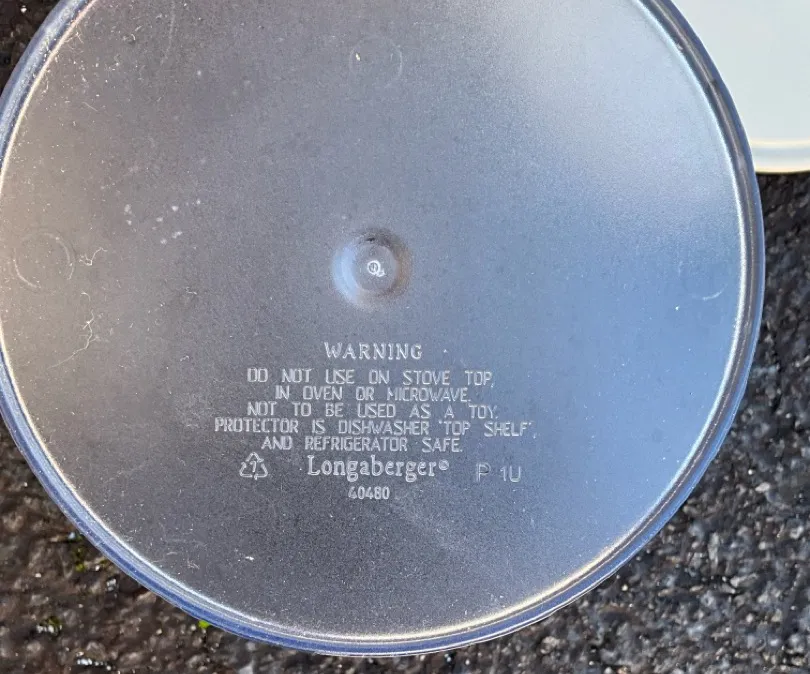 WARNING
DO NOT USE ON STOVE TOP,
IN OVEN OR MICROWAVE.
NOT TO BE USED AS A TOY.
PROTECTOR IS DISHWASHER "TOP SHELF",
AND REFRIGERATOR SAFE.
7 Longaberger® P 1U
40480